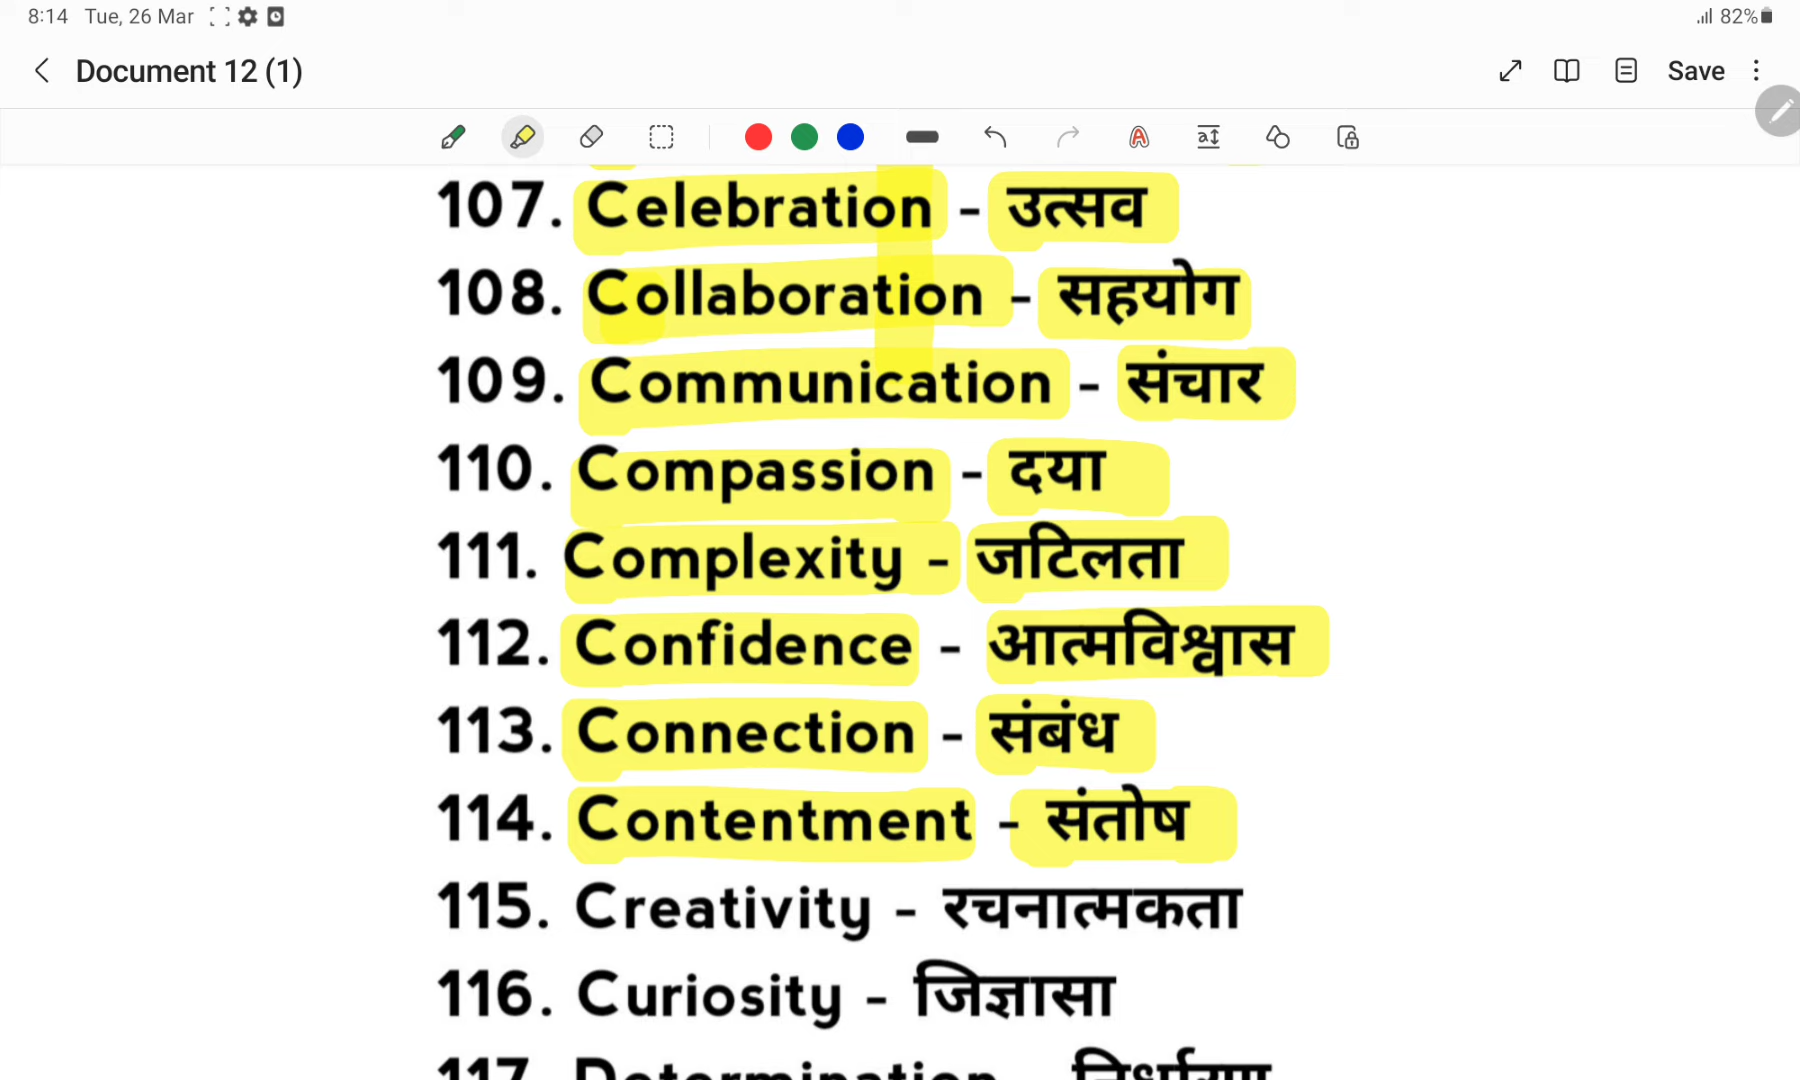 8:14 Tue, 26 Mar 82%
Document 12 (1) Save
107. Celebration - उत्सव
108. Collaboration - सहयोग
109. Communication - संचार
110. Compassion - दया
111. Complexity - जटिलता
112. Confidence - आत्मविश्वास
113. Connection - संबंध
114. Contentment - संतोष
115. Creativity - रचनात्मकता
116. Curiosity - जिज्ञासा
117. Determination -